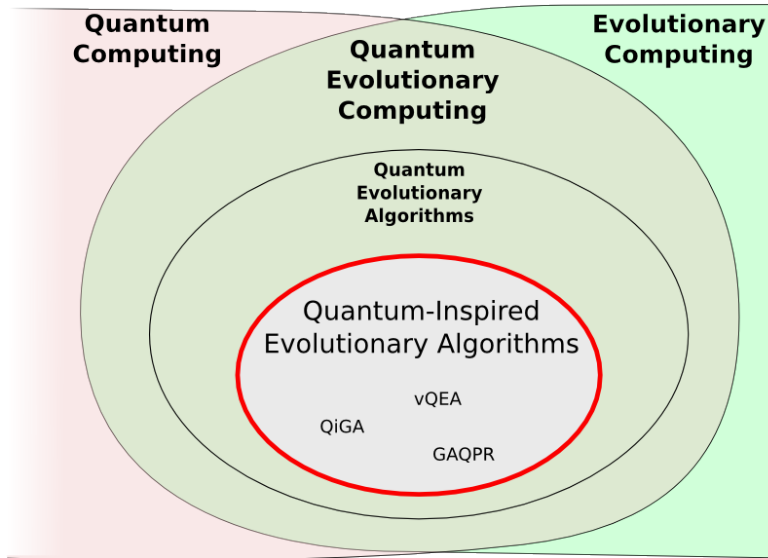 Quantum
Computing
Evolutionary
Computing
Quantum
Evolutionary
Computing
Quantum
Evolutionary
Algorithms
Quantum-Inspired
Evolutionary Algorithms
vQEA
QiGA
GAQPR